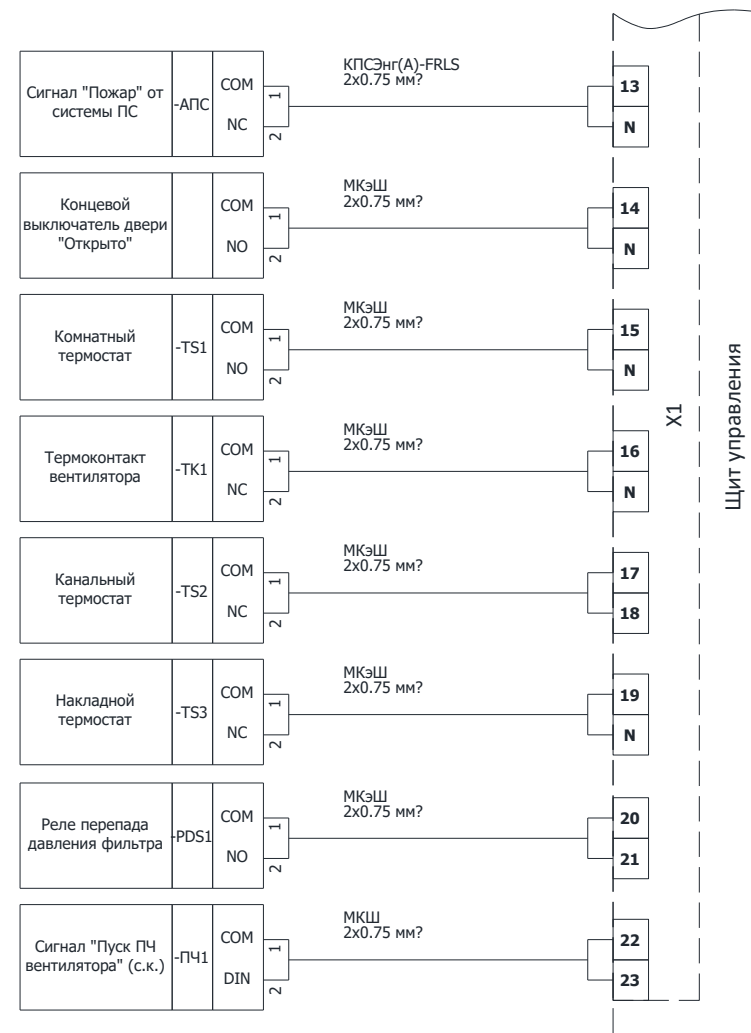 КПСЭнг(А)-FRLS
2x0.75 мм?
Сигнал "Пожар" от
системы ПС
-АПС
COM
NC
1
2
13
N
МКэШ
2x0.75 мм?
Концевой
выключатель двери
"Открыто"
COM
NO
1
2
14
N
МКэШ
2x0.75 мм?
Комнатный
термостат
-TS1
COM
NO
1
2
15
N
МКэШ
2x0.75 мм?
Термоконтакт
вентилятора
-TK1
COM
NC
1
2
16
N
МКэШ
2x0.75 мм?
Канальный
термостат
-TS2
COM
NC
1
2
17
18
МКэШ
2x0.75 мм?
Накладной
термостат
-TS3
COM
NC
1
2
19
N
МКэШ
2x0.75 мм?
Реле перепада
давления фильтра
-PDS1
COM
NO
1
2
20
21
МКШ
2x0.75 мм?
Сигнал "Пуск ПЧ
вентилятора" (с.к.)
-ПЧ1
COM
DIN
1
2
22
23
X1
Щит управления